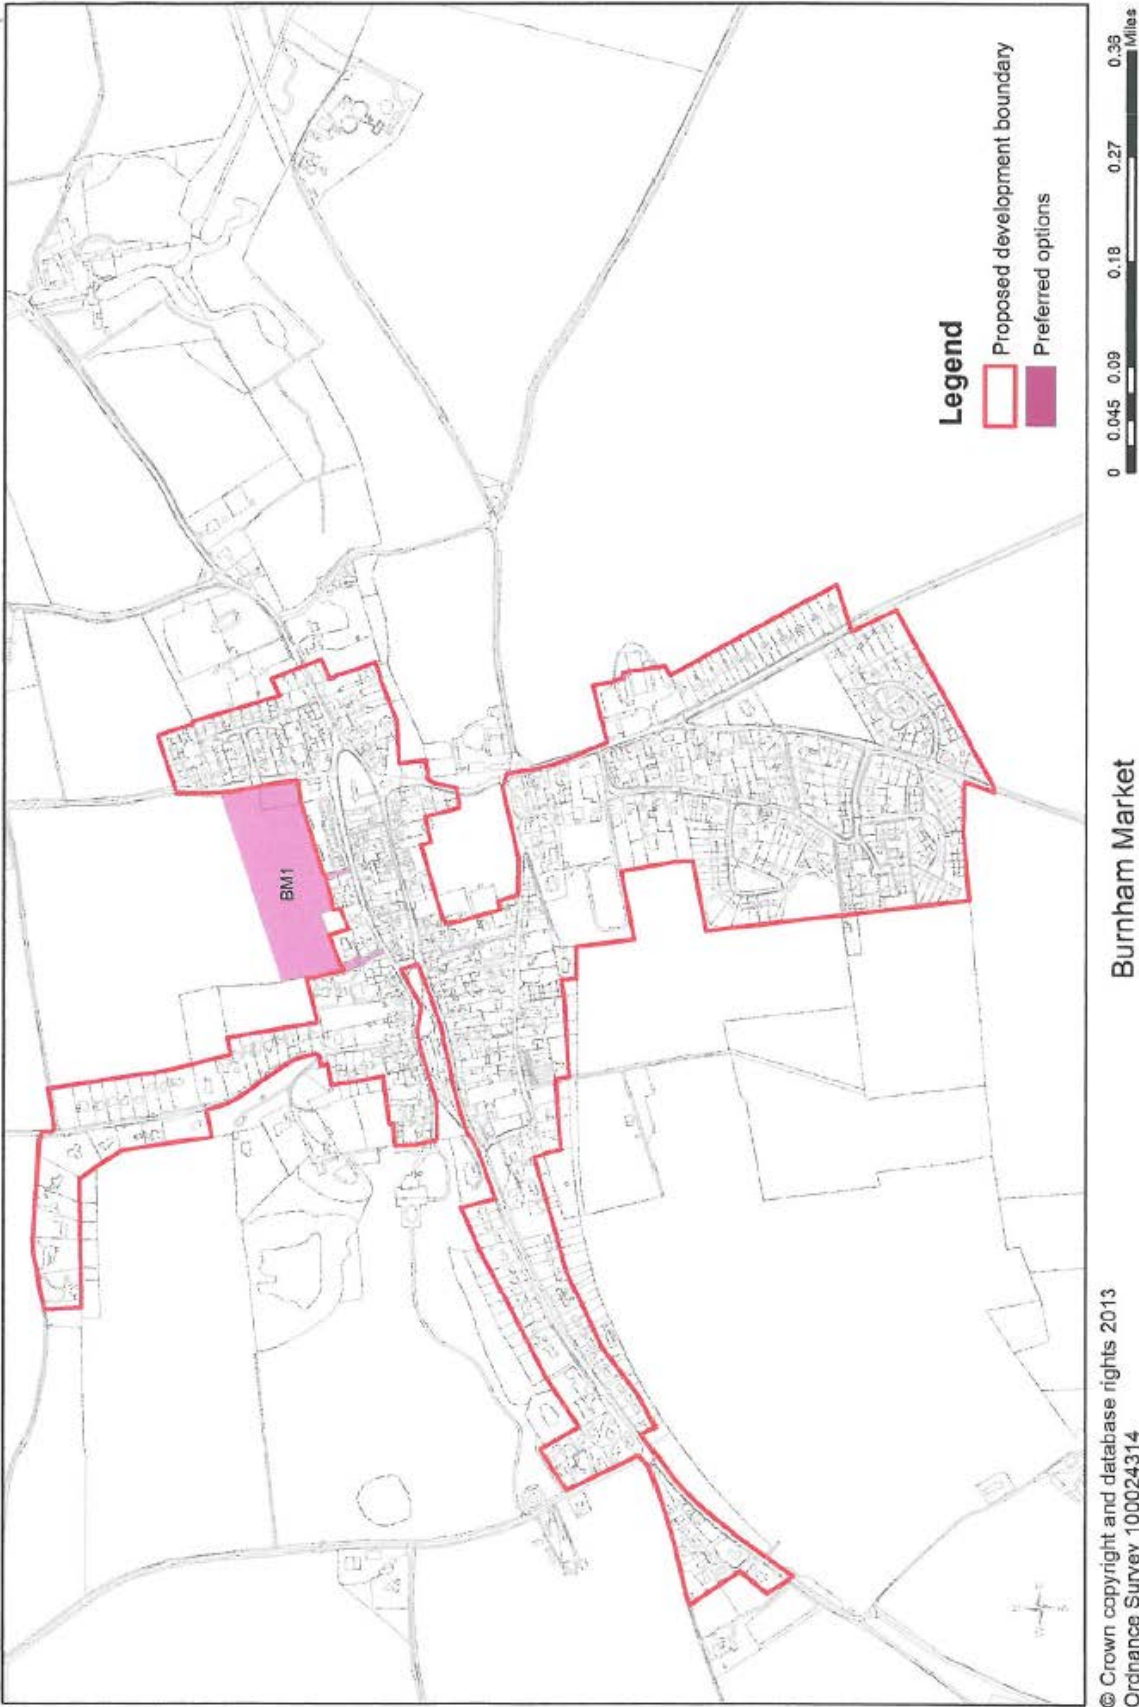 BM1
Legend
Proposed development boundary
Preferred options
Burnham Market
© Crown copyright and database rights 2013
Ordnance Survey 100024314
0 0.045 0.09 0.18 0.27 0.36
Miles